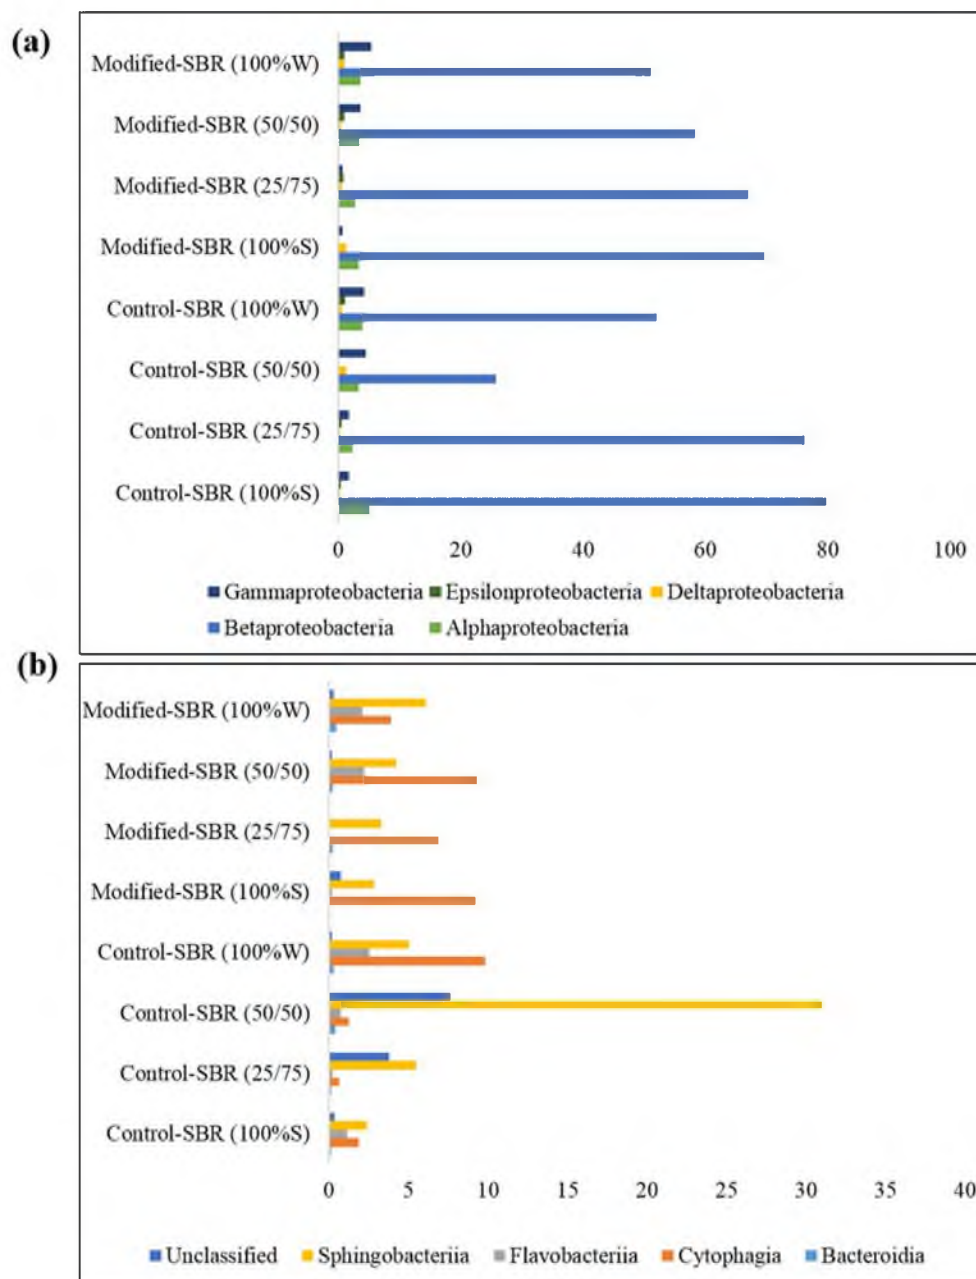 (a)
Modified-SBR (100%W)
Modified-SBR (50/50)
Modified-SBR (25/75)
Modified-SBR (100%S)
Control-SBR (100%W)
Control-SBR (50/50)
Control-SBR (25/75)
Control-SBR (100%S)
0 20 40 60 80 100
Gammaproteobacteria Epsilonproteobacteria Deltaproteobacteria
Betaproteobacteria Alphaproteobacteria
(b)
Modified-SBR (100%W)
Modified-SBR (50/50)
Modified-SBR (25/75)
Modified-SBR (100%S)
Control-SBR (100%W)
Control-SBR (50/50)
Control-SBR (25/75)
Control-SBR (100%S)
0 5 10 15 20 25 30 35 40
Unclassified Sphingobacteriia Flavobacteriia Cytophagia Bacteroidia